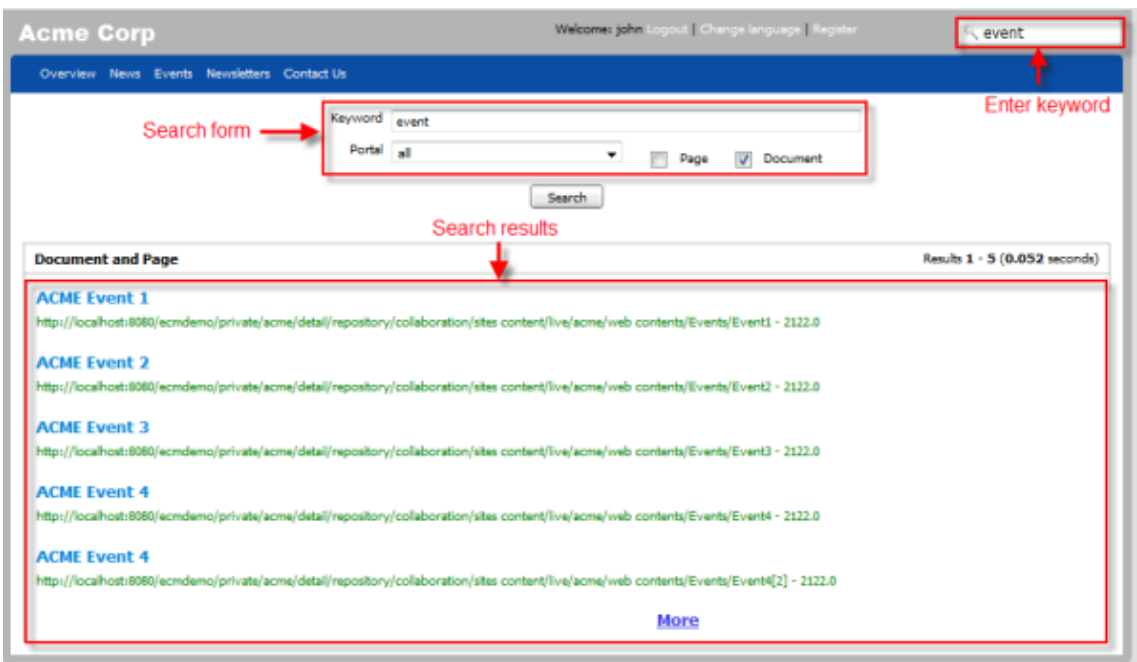 Acme Corp
Welcome: john Logout | Change language | Register
event
Overview News Events Newsletters Contact Us
Enter keyword
Search form
Keyword event
Portal all Page Document
Search
Search results
Document and Page
Results 1 - 5 (0.052 seconds)
ACME Event 1
http://localhost:8080/ecmdemo/private/acme/detail/repository/collaboration/sites content/live/acme/web contents/Events/Event1 - 2122.0
ACME Event 2
http://localhost:8080/ecmdemo/private/acme/detail/repository/collaboration/sites content/live/acme/web contents/Events/Event2 - 2122.0
ACME Event 3
http://localhost:8080/ecmdemo/private/acme/detail/repository/collaboration/sites content/live/acme/web contents/Events/Event3 - 2122.0
ACME Event 4
http://localhost:8080/ecmdemo/private/acme/detail/repository/collaboration/sites content/live/acme/web contents/Events/Event4 - 2122.0
ACME Event 4
http://localhost:8080/ecmdemo/private/acme/detail/repository/collaboration/sites content/live/acme/web contents/Events/Event4[2] - 2122.0
More